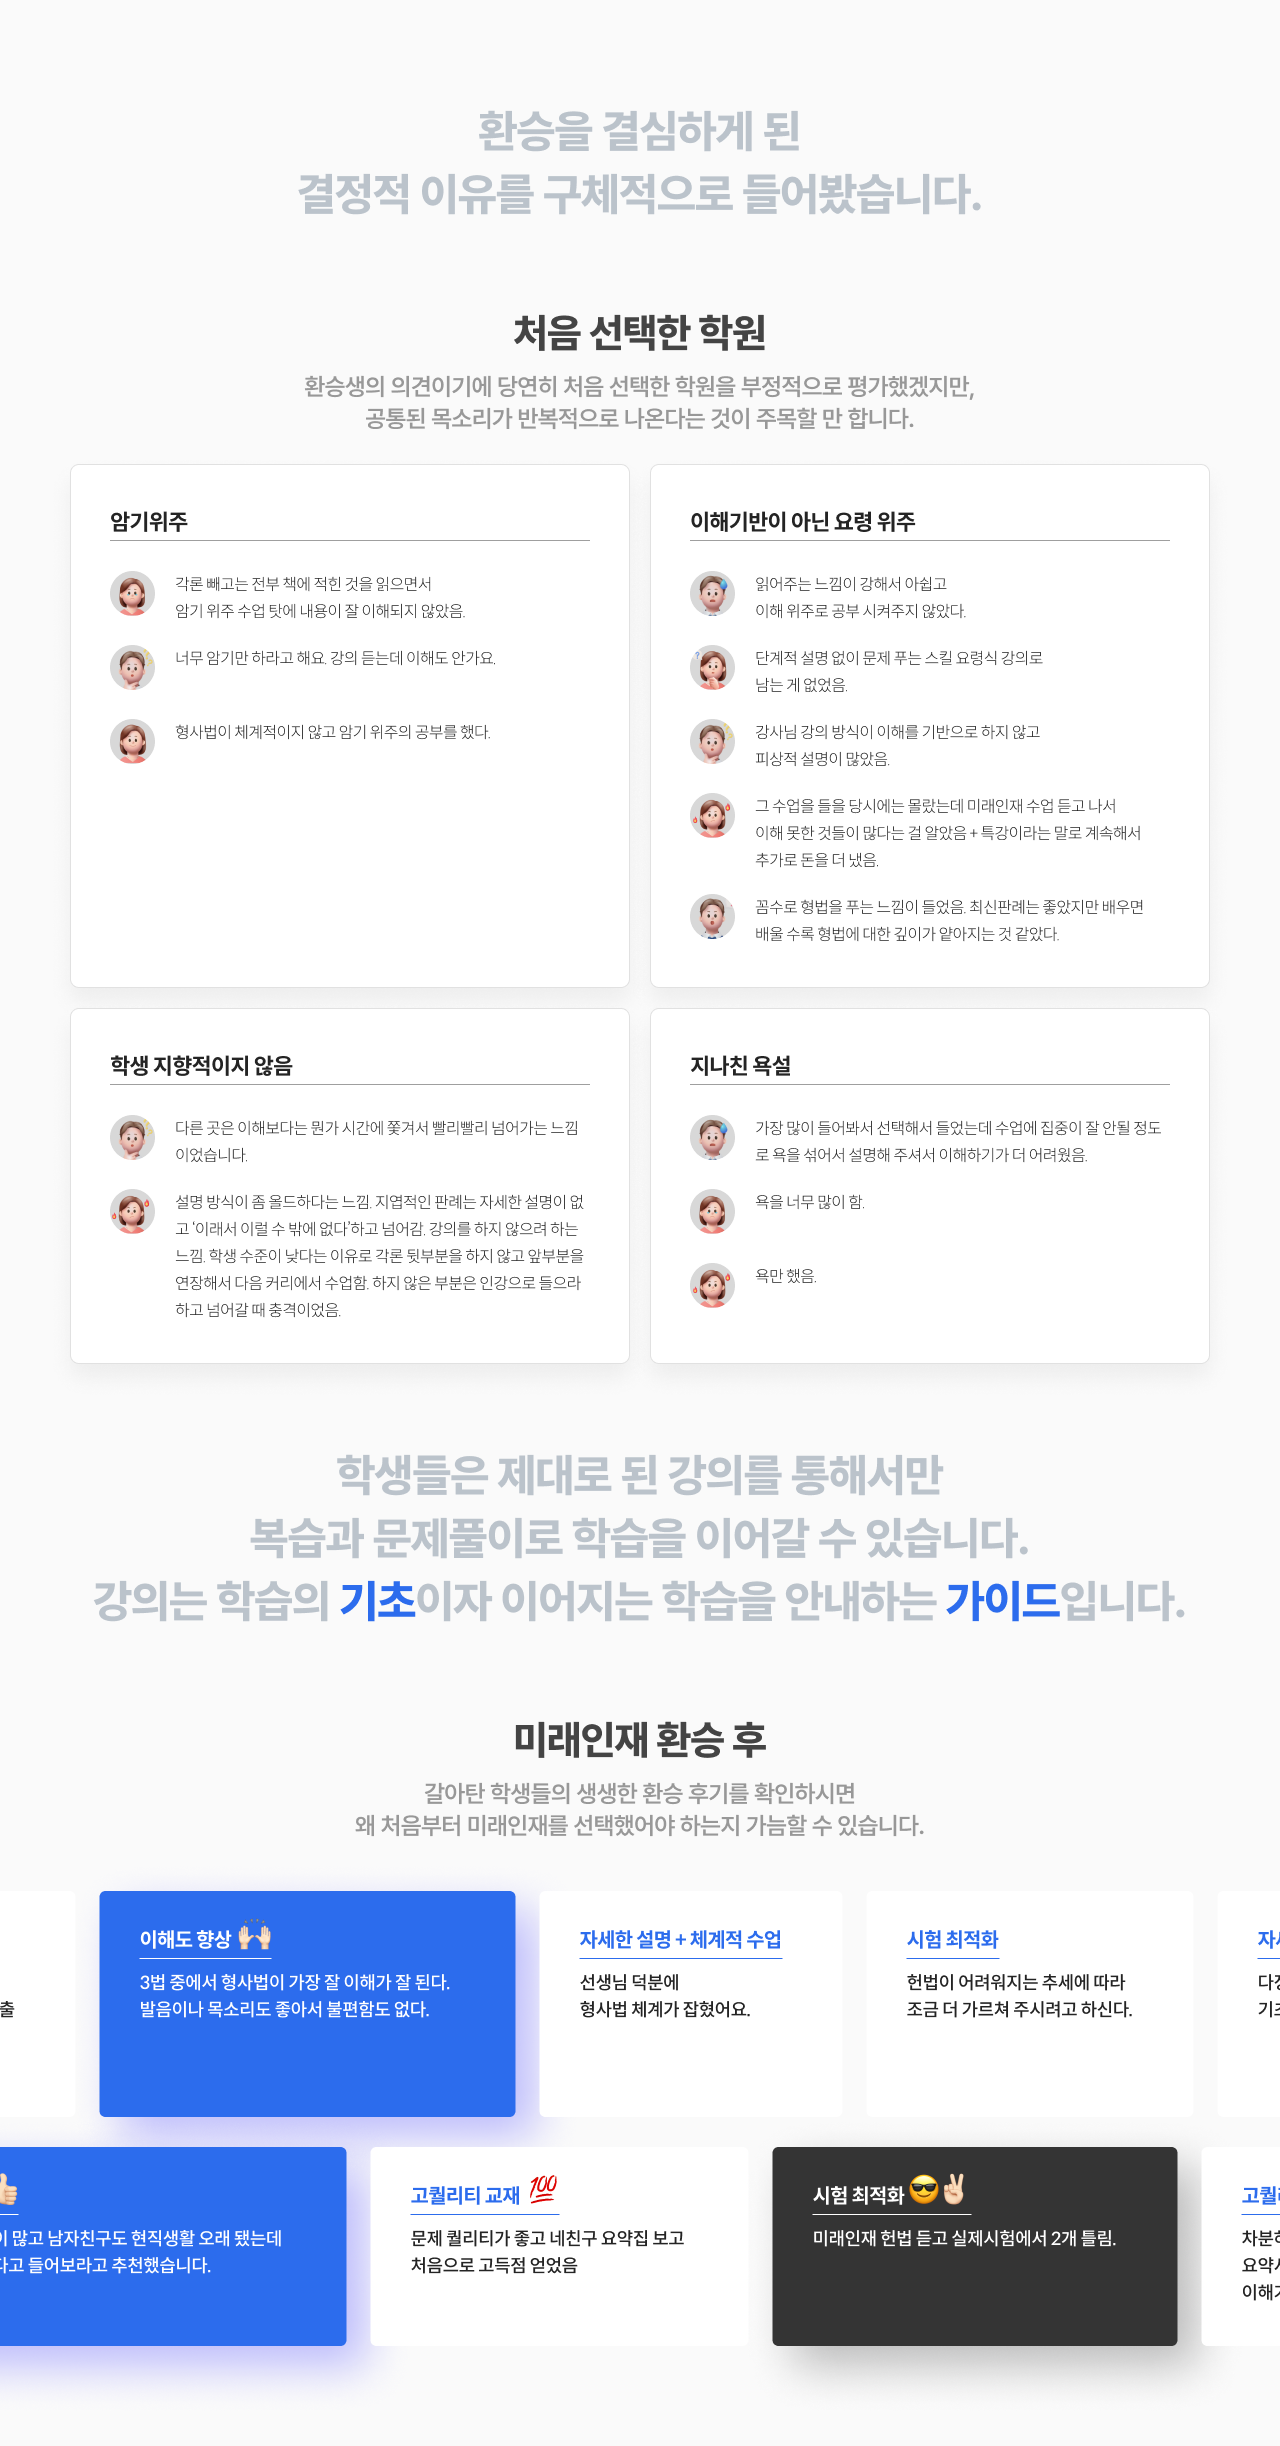 환승을 결심하게 된
결정적 이유를 구체적으로 들어봤습니다.
처음 선택한 학원
환승생의 의견이기에 당연히 처음 선택한 학원을 부정적으로 평가했겠지만,
공통된 목소리가 반복적으로 나온다는 것이 주목할 만 합니다.
암기위주
각론 빼고는 전부 책에 적힌 것을 읽으면서
암기 위주 수업 탓에 내용이 잘 이해되지 않았음.
너무 암기만 하라고 해요. 강의 듣는데 이해도 안가요.
형사법이 체계적이지 않고 암기 위주의 공부를 했다.
이해기반이 아닌 요령 위주
읽어주는 느낌이 강해서 아쉽고
이해 위주로 공부 시켜주지 않았다.
단계적 설명 없이 문제 푸는 스킬 요령식 강의로
남는 게 없었음.
강사님 강의 방식이 이해를 기반으로 하지 않고
피상적 설명이 많았음.
그 수업을 들을 당시에는 몰랐는데 미래인재 수업 듣고 나서
이해 못한 것들이 많다는 걸 알았음 + 특강이라는 말로 계속해서
추가로 돈을 더 냈음.
꼼수로 형법을 푸는 느낌이 들었음. 최신판례는 좋았지만 배우면
배울 수록 형법에 대한 깊이가 얕아지는 것 같았다.
학생 지향적이지 않음
다른 곳은 이해보다는 뭔가 시간에 쫓겨서 빨리빨리 넘어가는 느낌
이었습니다.
설명 방식이 좀 올드하다는 느낌. 지엽적인 판례는 자세한 설명이 없
고 ‘이래서 이럴 수 밖에 없다’하고 넘어감. 강의를 하지 않으려 하는
느낌. 학생 수준이 낮다는 이유로 각론 뒷부분을 하지 않고 앞부분을
연장해서 다음 커리에서 수업함. 하지 않은 부분은 인강으로 들으라
하고 넘어갈 때 충격이었음.
지나친 욕설
가장 많이 들어봐서 선택해서 들었는데 수업에 집중이 잘 안될 정도
로 욕을 섞어서 설명해 주셔서 이해하기가 더 어려웠음.
욕을 너무 많이 함.
욕만 했음.
학생들은 제대로 된 강의를 통해서만
복습과 문제풀이로 학습을 이어갈 수 있습니다.
강의는 학습의 기초이자 이어지는 학습을 안내하는 가이드입니다.
미래인재 환승 후
갈아탄 학생들의 생생한 환승 후기를 확인하시면
왜 처음부터 미래인재를 선택했어야 하는지 가늠할 수 있습니다.
출
이해도 향상
3법 중에서 형사법이 가장 잘 이해가 잘 된다.
발음이나 목소리도 좋아서 불편함도 없다.
자세한 설명 + 체계적 수업
선생님 덕분에
형사법 체계가 잡혔어요.
시험 최적화
헌법이 어려워지는 추세에 따라
조금 더 가르쳐 주시려고 하신다.
이 많고 남자친구도 현직생활 오래 됐는데
다고 들어보라고 추천했습니다.
고퀄리티 교재 100
문제 퀄리티가 좋고 네친구 요약집 보고
처음으로 고득점 얻었음
시험 최적화
미래인재 헌법 듣고 실제시험에서 2개 틀림.